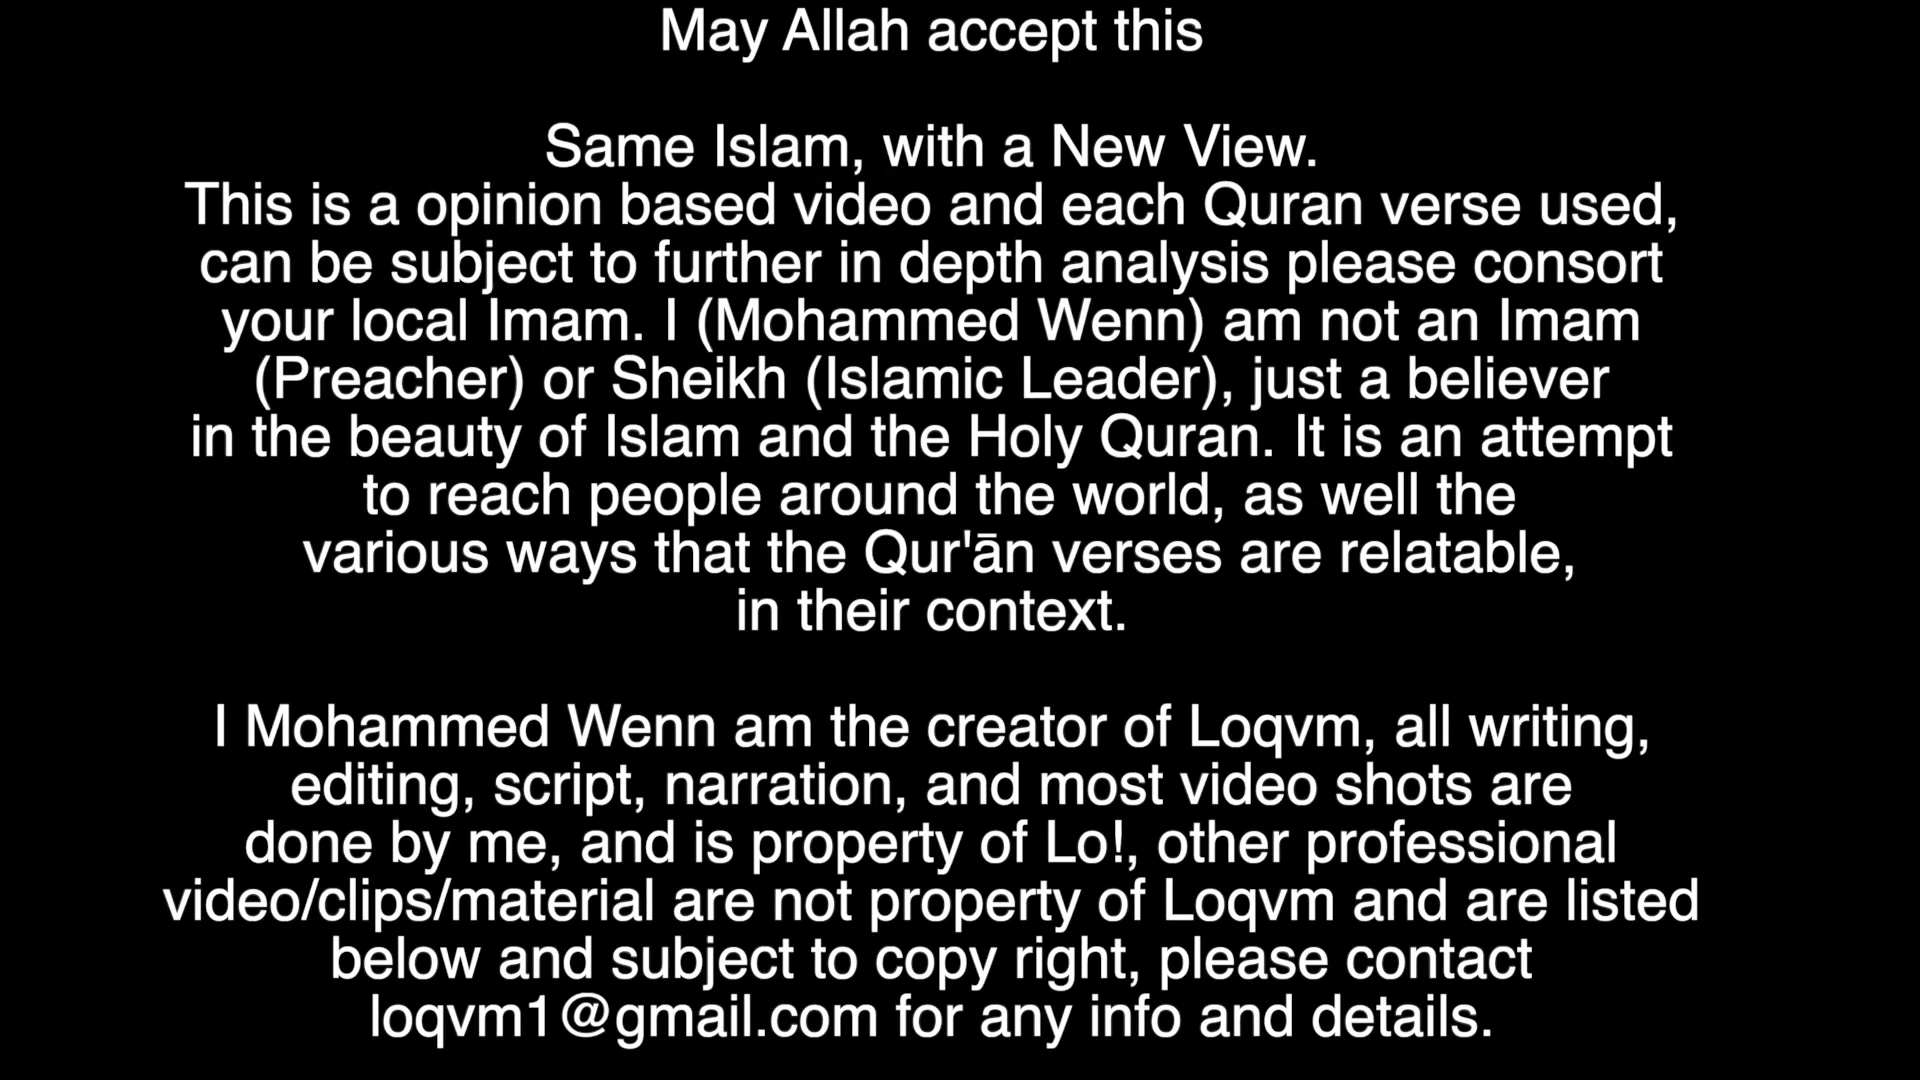 May Allah accept this
Same Islam, with a New View.
This is a opinion based video and each Quran verse used,
can be subject to further in depth analysis please consort
your local Imam. I (Mohammed Wenn) am not an Imam
(Preacher) or Sheikh (Islamic Leader), just a believer
in the beauty of Islam and the Holy Quran. It is an attempt
to reach people around the world, as well the
various ways that the Qur'ān verses are relatable,
in their context.
I Mohammed Wenn am the creator of Loqvm, all writing,
editing, script, narration, and most video shots are
done by me, and is property of Lo!, other professional
video/clips/material are not property of Loqvm and are listed
below and subject to copy right, please contact
loqvm1@gmail.com for any info and details.